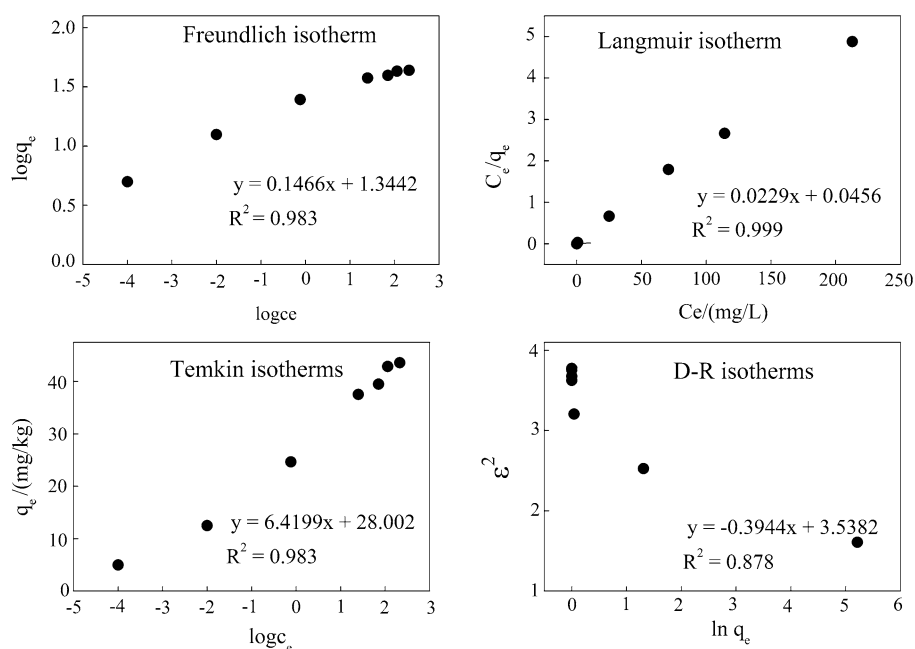 Freundlich isotherm
2.0
1.5
1.0
0.5
0.0
logqₑ
y = 0.1466x + 1.3442
R² = 0.983
-5 -4 -3 -2 -1 0 1 2 3
logce
Langmuir isotherm
5
4
3
2
1
0
Cₑ/qₑ
y = 0.0229x + 0.0456
R² = 0.999
0 50 100 150 200 250
Ce/(mg/L)
Temkin isotherms
40
30
20
10
0
qₑ/(mg/kg)
y = 6.4199x + 28.002
R² = 0.983
-5 -4 -3 -2 -1 0 1 2 3
logcₑ
D-R isotherms
4
3
2
1
ε²
y = -0.3944x + 3.5382
R² = 0.878
0 1 2 3 4 5 6
ln qₑ